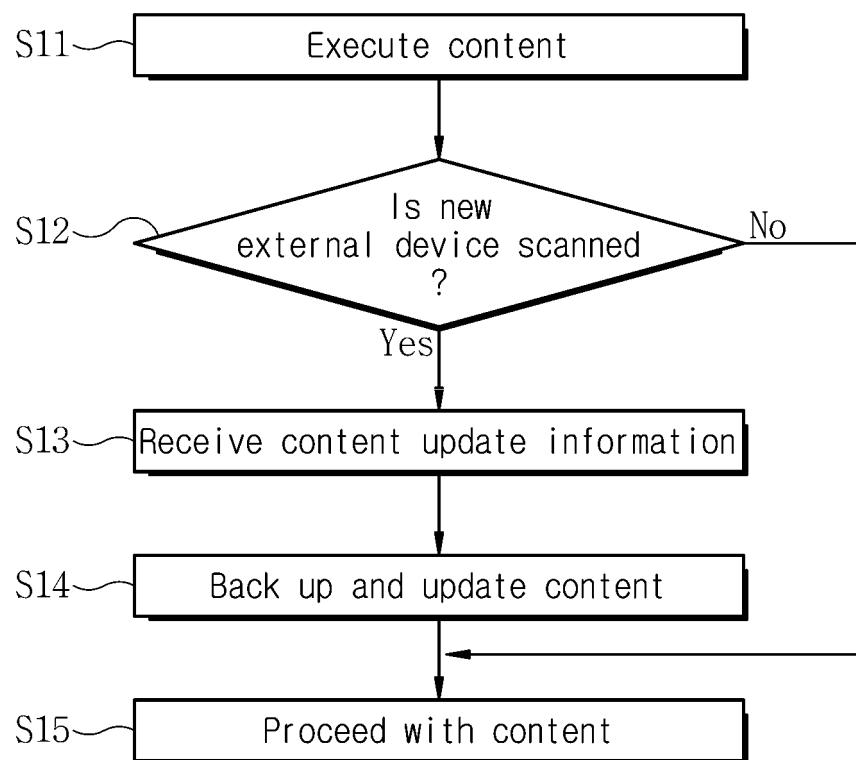 S11
Execute content
S12
Is new
external device scanned
?
No
Yes
S13
Receive content update information
S14
Back up and update content
S15
Proceed with content